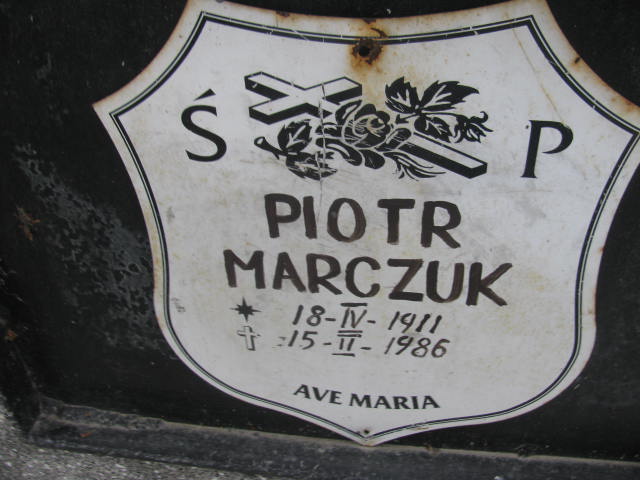 Ś P
PIOTR
MARCZUK
18-IV-1911
15-II-1986
AVE MARIA